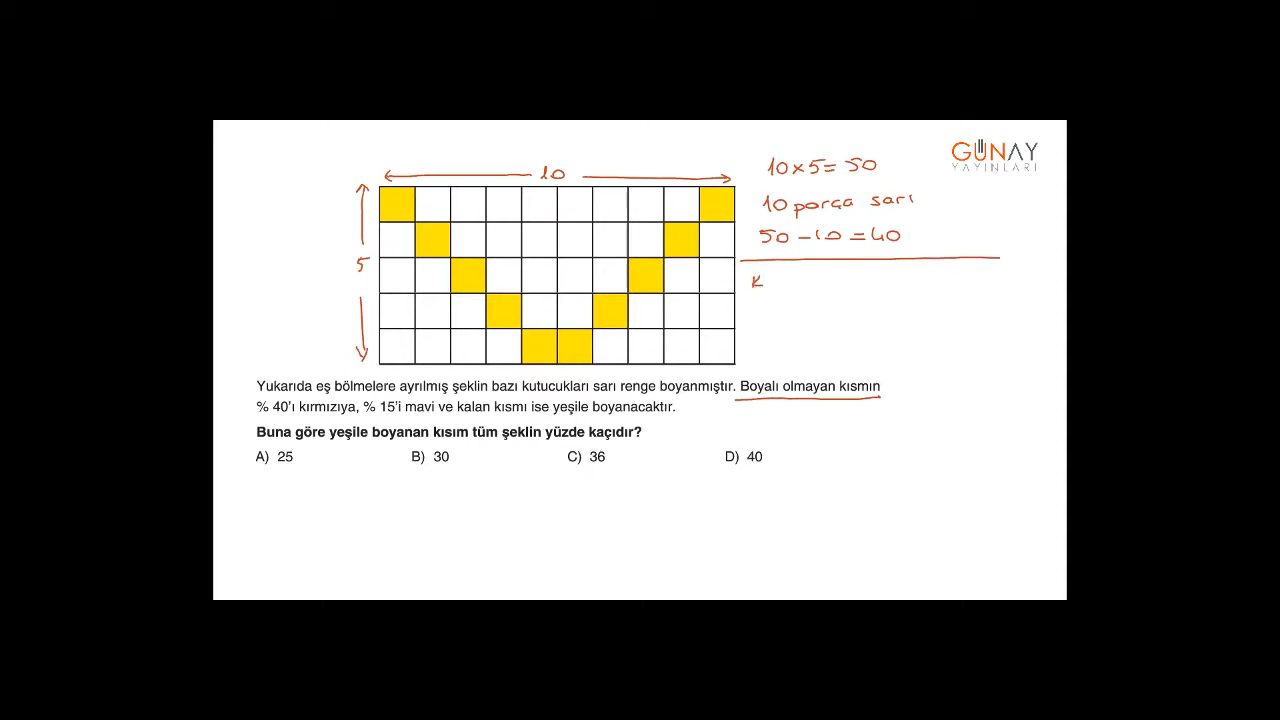 GÜNAY
YAYINLARI
10
10x5=50
10 parça sarı
50-10=40
5
K
Yukarıda eş bölmelere ayrılmış şeklin bazı kutucukları sarı renge boyanmıştır. Boyalı olmayan kısmın
% 40'ı kırmızıya, % 15'i mavi ve kalan kısmı ise yeşile boyanacaktır.
Buna göre yeşile boyanan kısım tüm şeklin yüzde kaçıdır?
A) 25 B) 30 C) 36 D) 40